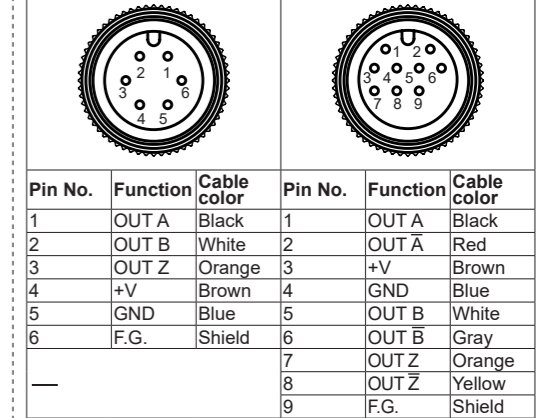 2 1
3 6
4 5
1 2
3 4 5 6
7 8 9
Pin No. Function Cable color Pin No. Function Cable color
1 OUT A Black 1 OUT A Black
2 OUT B White 2 OUT A̅ Red
3 OUT Z Orange 3 +V Brown
4 +V Brown 4 GND Blue
5 GND Blue 5 OUT B White
6 F.G. Shield 6 OUT B̅ Gray
— 7 OUT Z Orange
8 OUT Z̅ Yellow
9 F.G. Shield